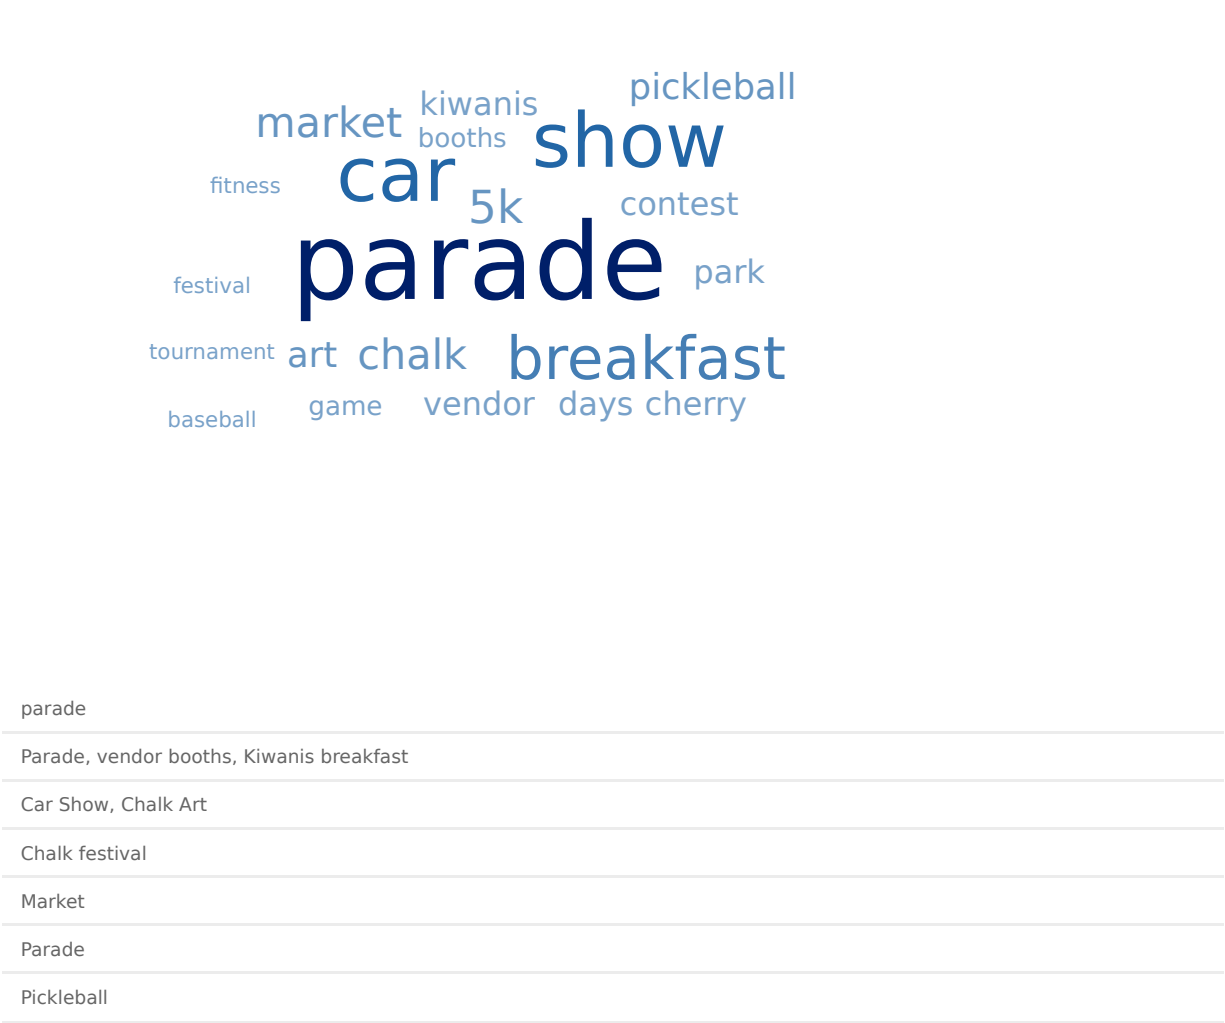 pickleball
kiwanis
market
booths
show
car
fitness
5k
contest
parade
park
festival
tournament
art
chalk
breakfast
game
vendor
days
cherry
baseball
parade
Parade, vendor booths, Kiwanis breakfast
Car Show, Chalk Art
Chalk festival
Market
Parade
Pickleball